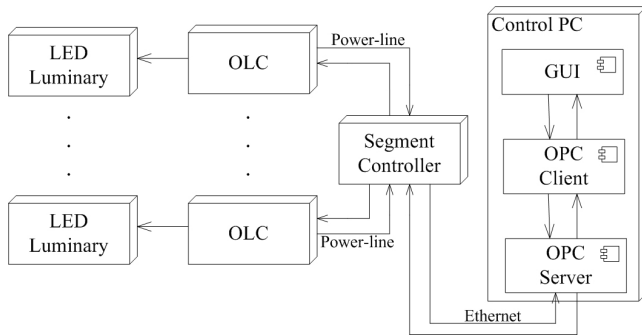 Control PC
LED
Luminary
OLC
Power-line
GUI
Segment
Controller
OPC
Client
LED
Luminary
OLC
Power-line
OPC
Server
Ethernet